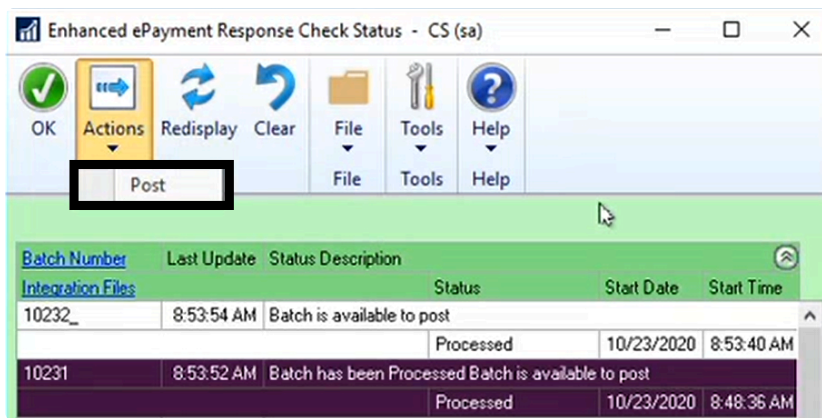 Enhanced ePayment Response Check Status - CS (sa)
OK Actions Redisplay Clear File Tools Help
Post File Tools Help
Batch Number Last Update Status Description
Integration Files Status Start Date Start Time
10232_ 8:53:54 AM Batch is available to post
Processed 10/23/2020 8:53:40 AM
10231 8:53:52 AM Batch has been Processed Batch is available to post
Processed 10/23/2020 8:48:36 AM